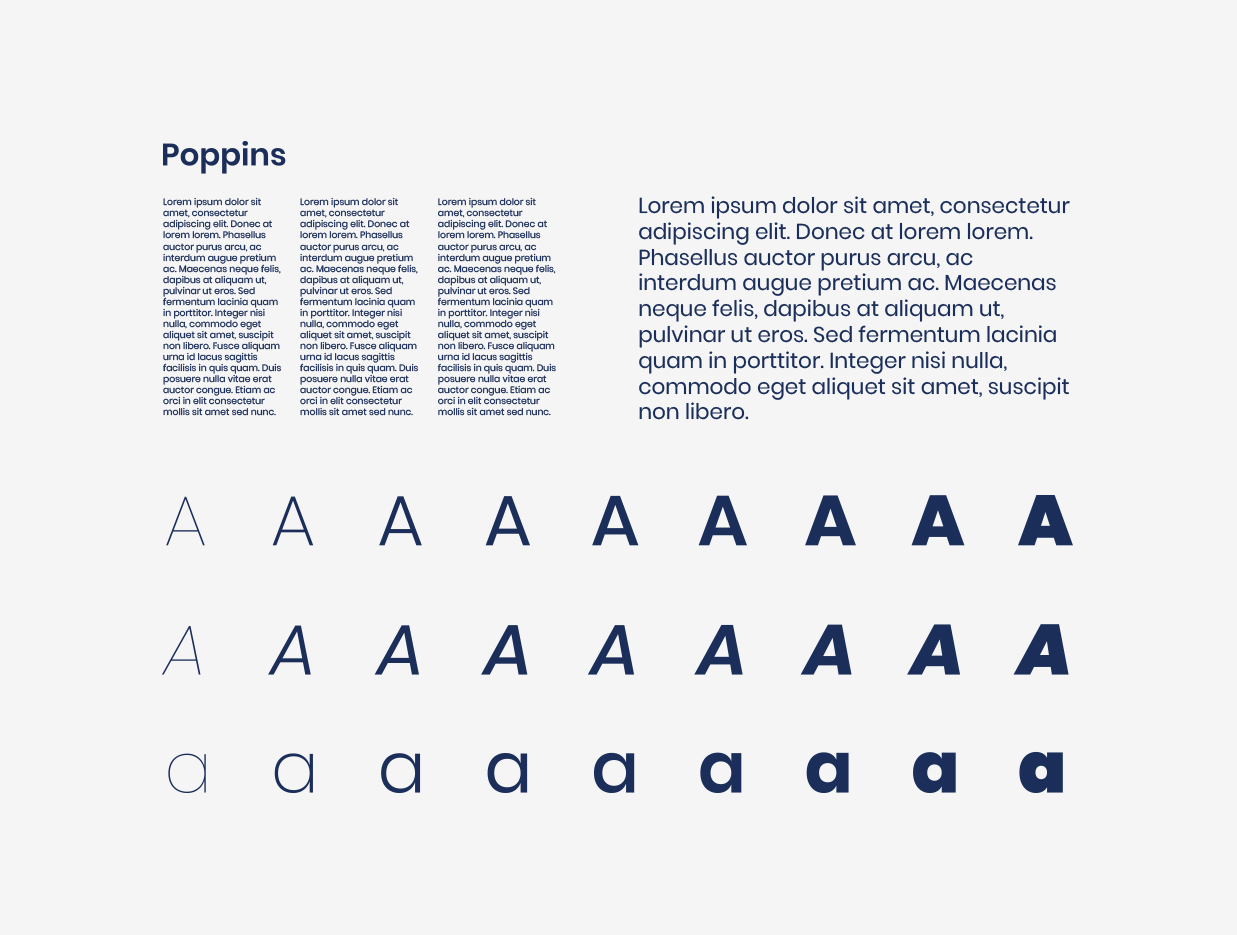 Poppins
Lorem ipsum dolor sit
amet, consectetur
adipiscing elit. Donec at
lorem lorem. Phasellus
auctor purus arcu, ac
interdum augue pretium
ac. Maecenas neque felis,
dapibus at aliquam ut,
pulvinar ut eros. Sed
fermentum lacinia quam
in porttitor. Integer nisi
nulla, commodo eget
aliquet sit amet, suscipit
non libero. Fusce aliquam
urna id lacus sagittis
facilisis in quis quam. Duis
posuere nulla vitae erat
auctor congue. Etiam ac
orci in elit consectetur
mollis sit amet sed nunc.
Lorem ipsum dolor sit
amet, consectetur
adipiscing elit. Donec at
lorem lorem. Phasellus
auctor purus arcu, ac
interdum augue pretium
ac. Maecenas neque felis,
dapibus at aliquam ut,
pulvinar ut eros. Sed
fermentum lacinia quam
in porttitor. Integer nisi
nulla, commodo eget
aliquet sit amet, suscipit
non libero. Fusce aliquam
urna id lacus sagittis
facilisis in quis quam. Duis
posuere nulla vitae erat
auctor congue. Etiam ac
orci in elit consectetur
mollis sit amet sed nunc.
Lorem ipsum dolor sit
amet, consectetur
adipiscing elit. Donec at
lorem lorem. Phasellus
auctor purus arcu, ac
interdum augue pretium
ac. Maecenas neque felis,
dapibus at aliquam ut,
pulvinar ut eros. Sed
fermentum lacinia quam
in porttitor. Integer nisi
nulla, commodo eget
aliquet sit amet, suscipit
non libero. Fusce aliquam
urna id lacus sagittis
facilisis in quis quam. Duis
posuere nulla vitae erat
auctor congue. Etiam ac
orci in elit consectetur
mollis sit amet sed nunc.
Lorem ipsum dolor sit amet, consectetur
adipiscing elit. Donec at lorem lorem.
Phasellus auctor purus arcu, ac
interdum augue pretium ac. Maecenas
neque felis, dapibus at aliquam ut,
pulvinar ut eros. Sed fermentum lacinia
quam in porttitor. Integer nisi nulla,
commodo eget aliquet sit amet, suscipit
non libero.
A A A A A A A A A
A A A A A A A A A
a a a a a a a a a